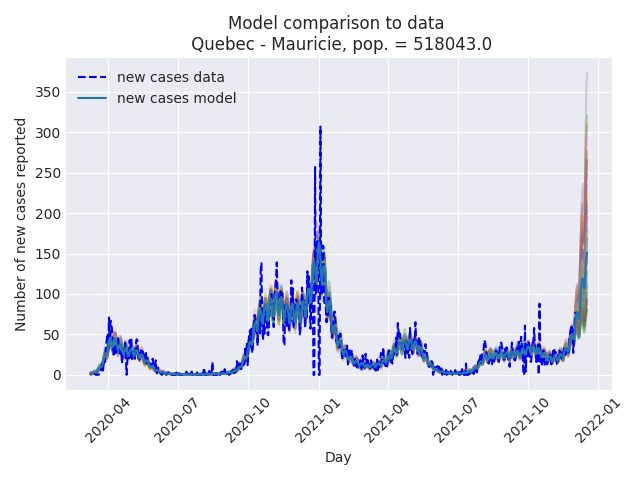 Model comparison to data
Quebec - Mauricie, pop. = 518043.0
new cases data
new cases model
Number of new cases reported
350
300
250
200
150
100
50
0
2020-04
2020-07
2020-10
2021-01
2021-04
2021-07
2021-10
2022-01
Day